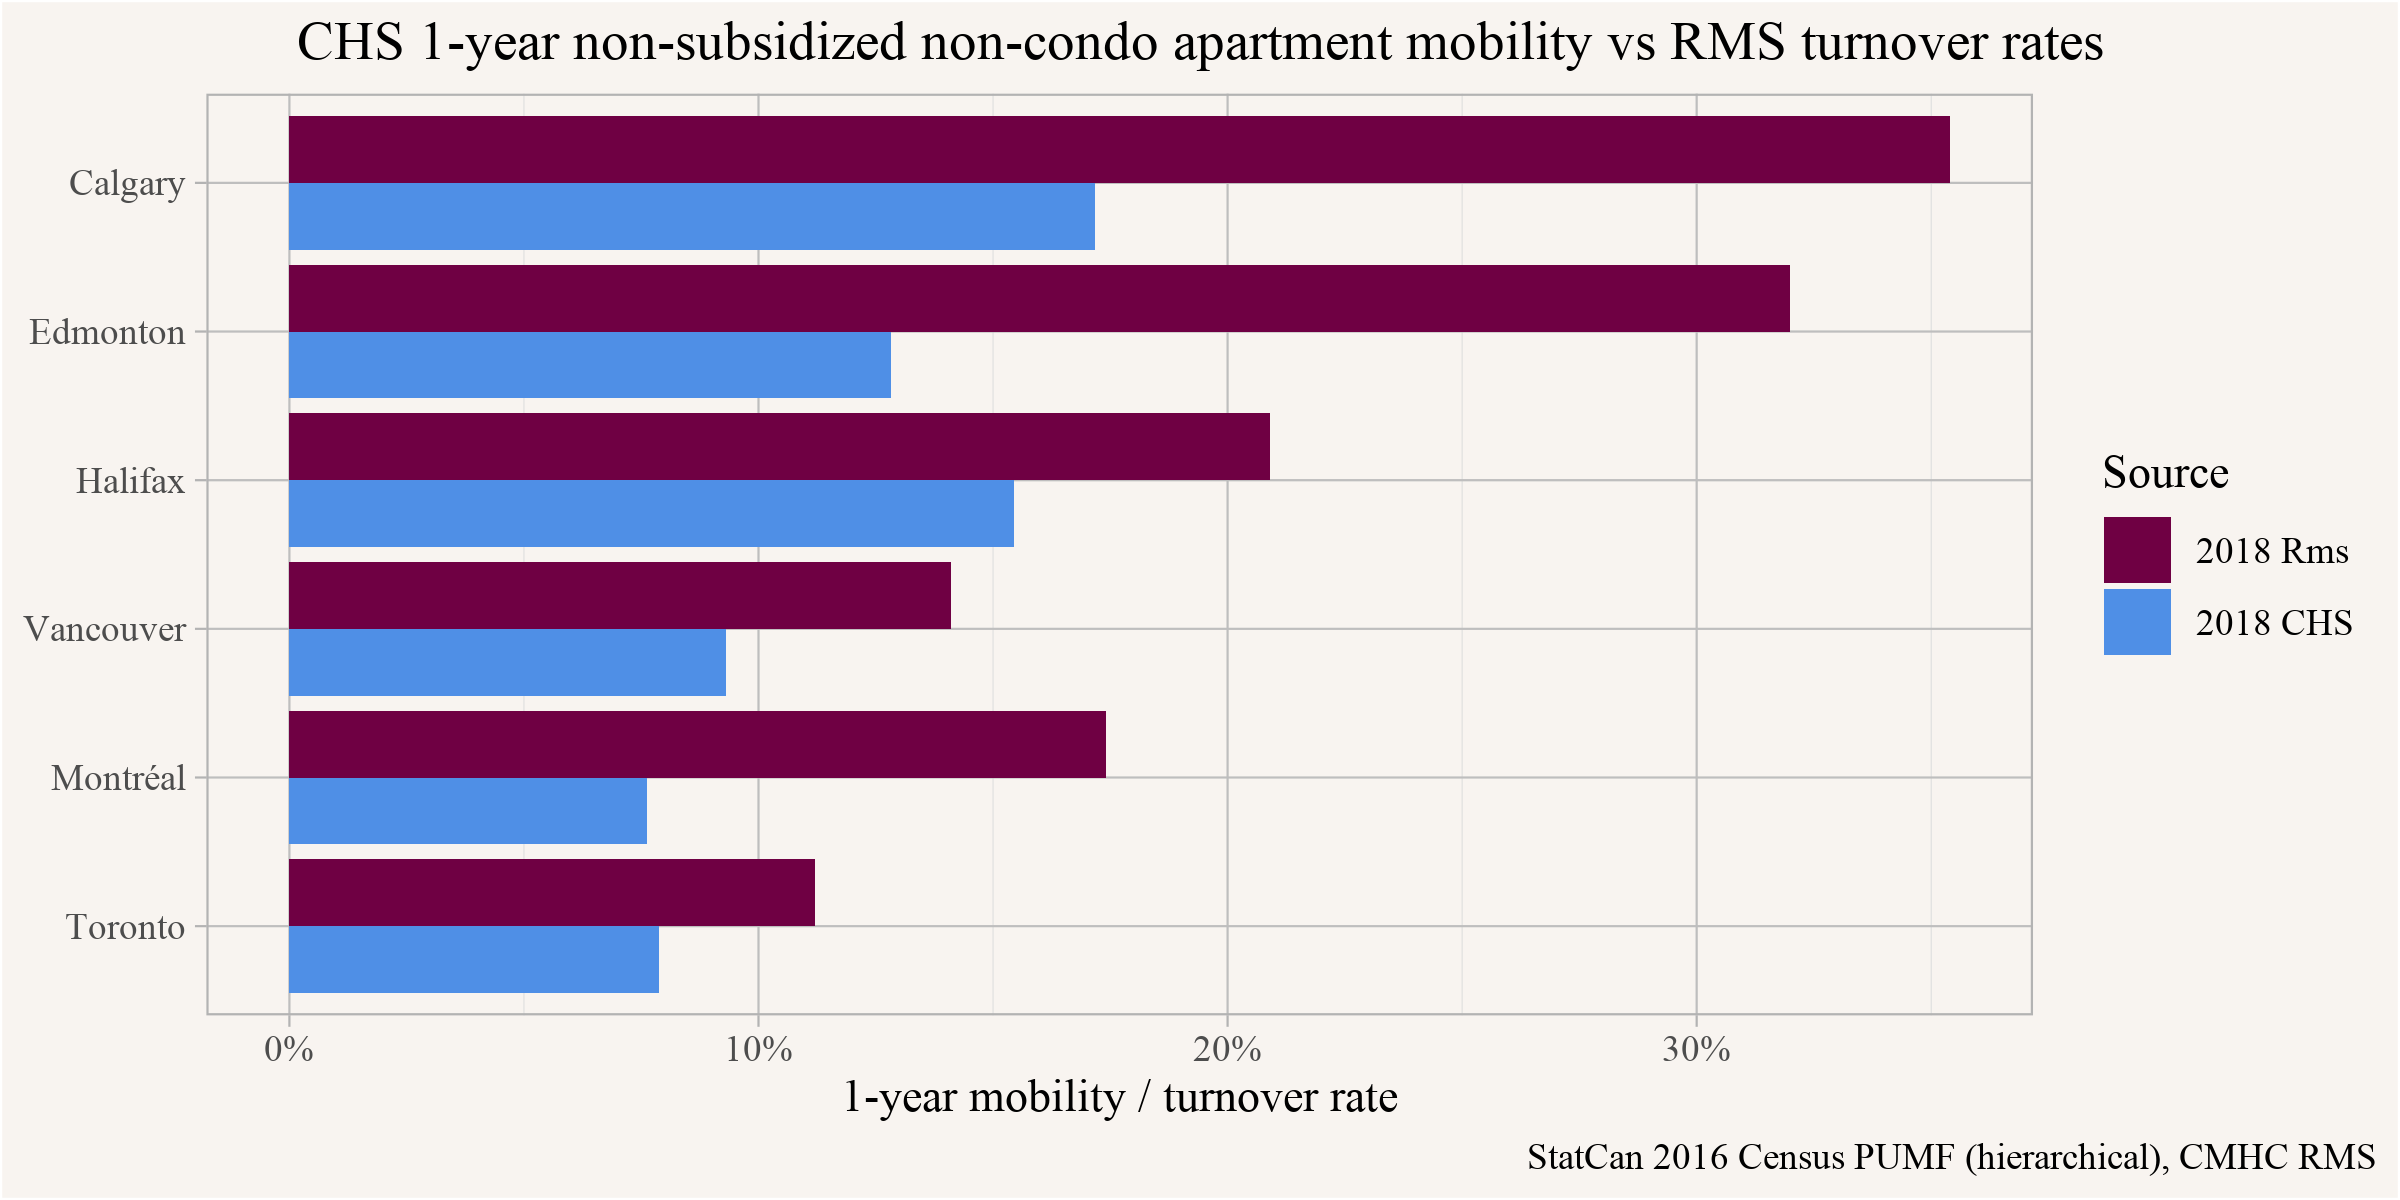 CHS 1-year non-subsidized non-condo apartment mobility vs RMS turnover rates
Calgary
Edmonton
Halifax
Vancouver
Montréal
Toronto
0% 10% 20% 30%
1-year mobility / turnover rate
Source
2018 Rms
2018 CHS
StatCan 2016 Census PUMF (hierarchical), CMHC RMS